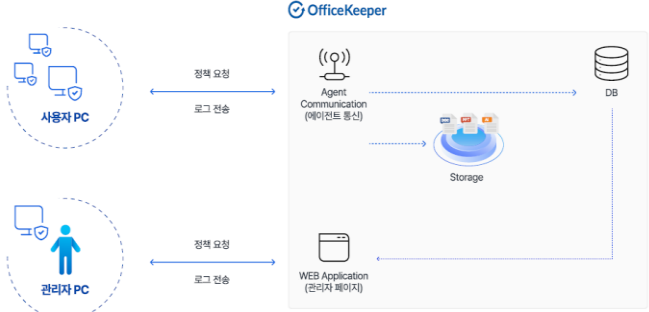 OfficeKeeper
사용자 PC
정책 요청
로그 전송
Agent
Communication
(에이전트 통신)
DB
Storage
관리자 PC
정책 요청
로그 전송
WEB Application
(관리자 페이지)